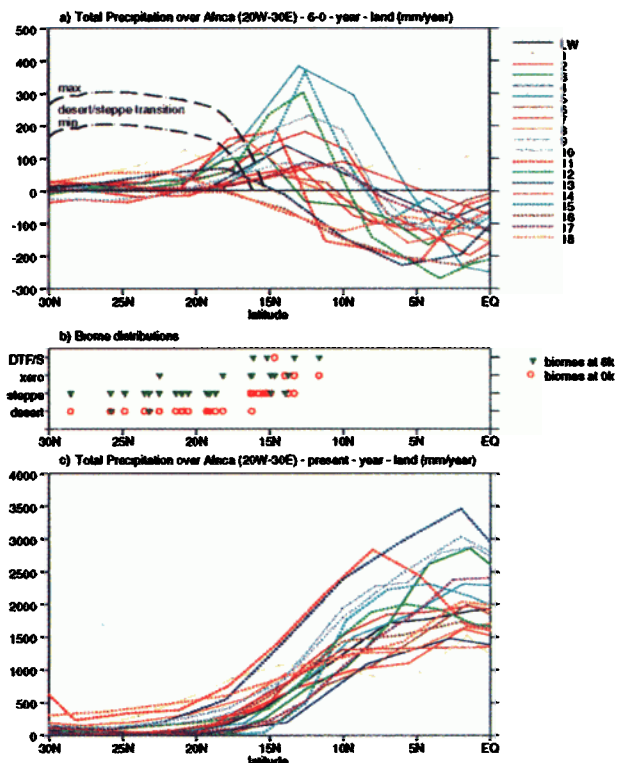 a) Total Precipitation over Africa (20W-30E) - 6-0 - year - land (mm/year)
500
400
300
200
100
0
-100
-200
-300
max
desert/steppe transition
min
30N 25N 20N 15N 10N 5N EQ
latitude
LW
1
2
3
4
5
6
7
8
9
10
11
12
13
14
15
16
17
18
b) Biome distributions
DTF/S
xero
steppe
desert
30N 25N 20N 15N 10N 5N EQ
biomes at 6k
biomes at 0k
c) Total Precipitation over Africa (20W-30E) - present - year - land (mm/year)
4000
3500
3000
2500
2000
1500
1000
500
0
30N 25N 20N 15N 10N 5N EQ
latitude